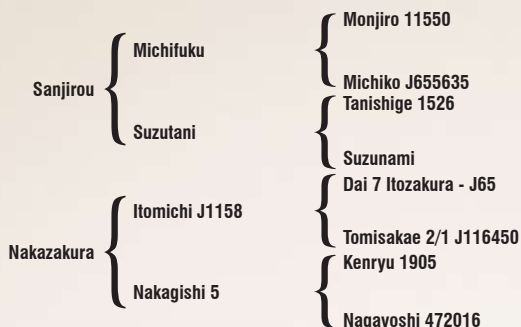 Monjiro 11550
Michifuku
Sanjirou
Michiko J655635
Tanishige 1526
Suzutani
Suzunami
Dai 7 Itozakura - J65
Itomichi J1158
Nakazakura
Tomisakae 2/1 J116450
Kenryu 1905
Nakagishi 5
Nagayoshi 472016